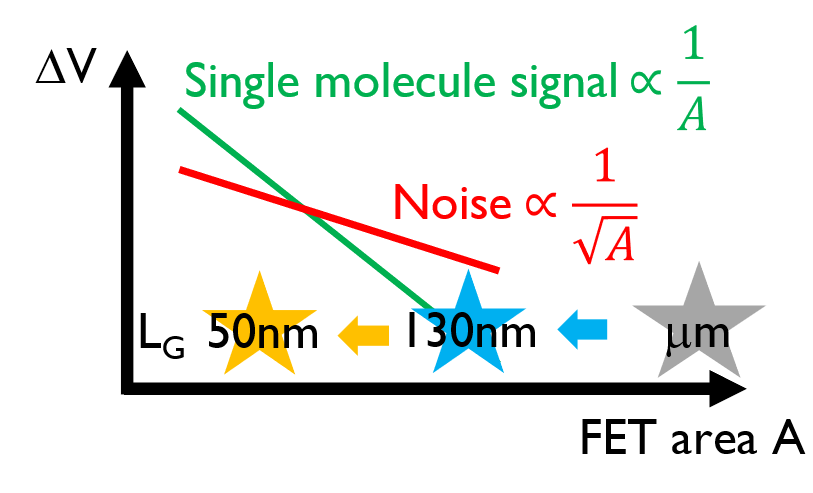 ΔV
Single molecule signal ∝ 1/A
Noise ∝ 1/√A
L_G 50nm 130nm μm
FET area A